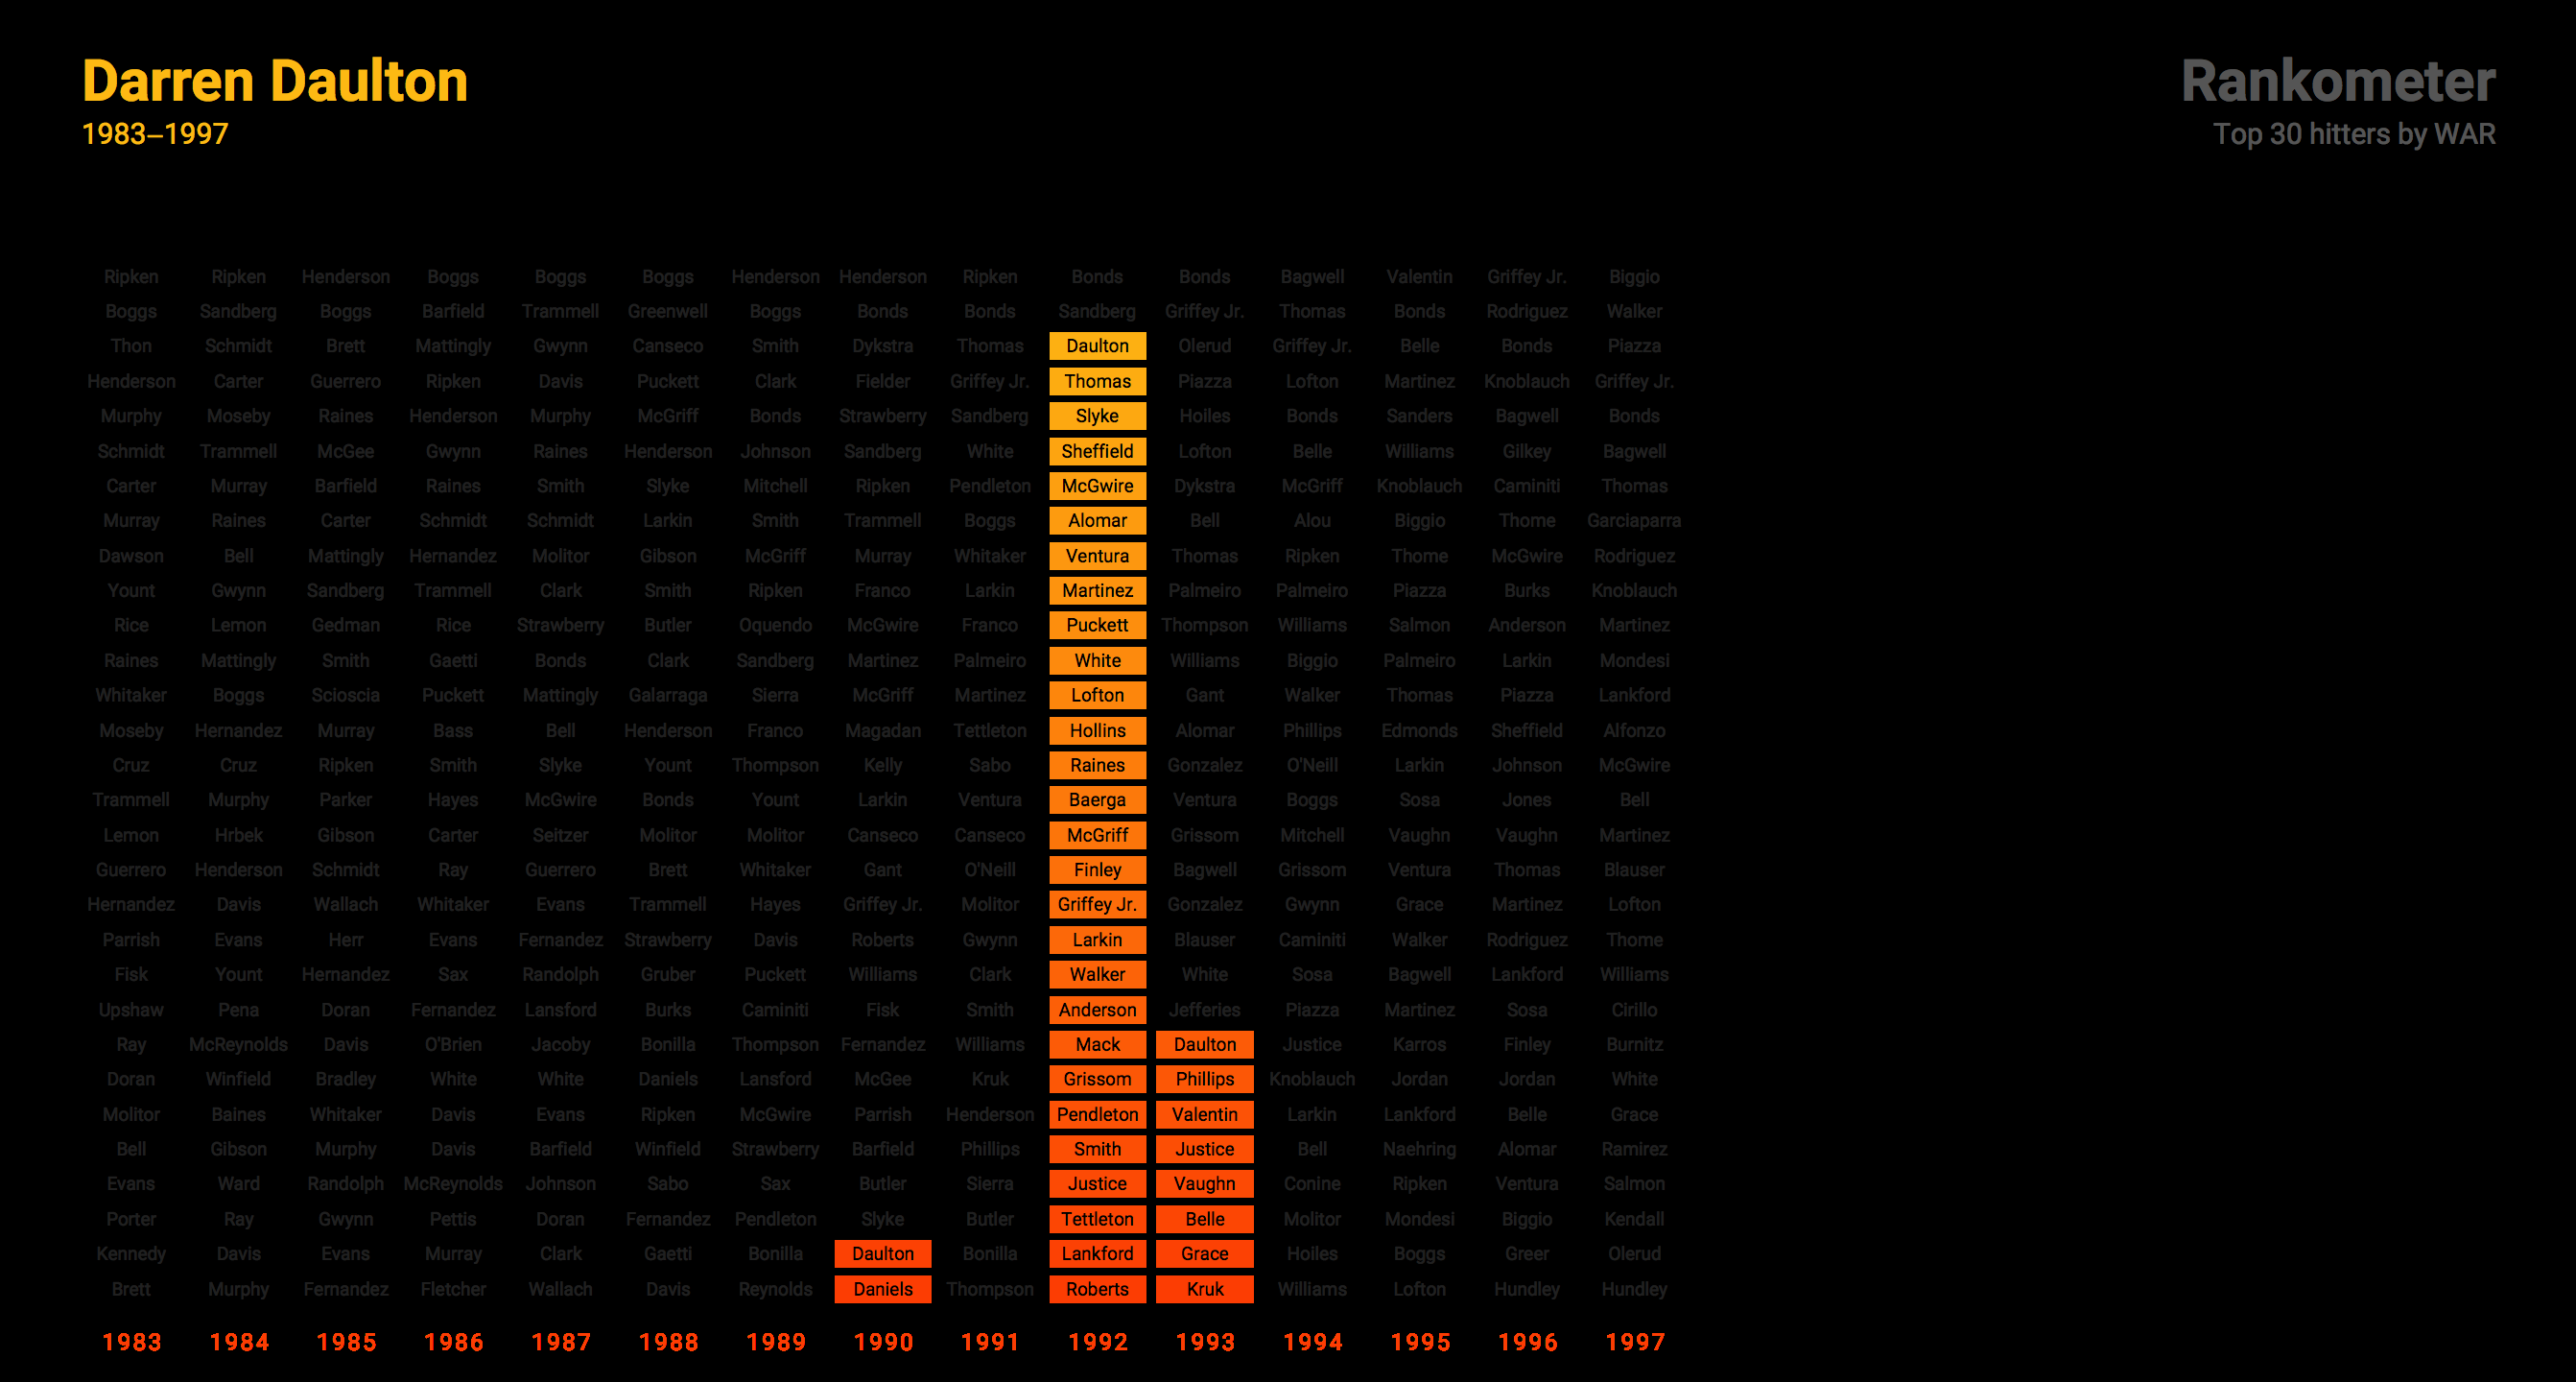 Darren Daulton
1983–1997
Rankometer
Top 30 hitters by WAR
Ripken Ripken Henderson Boggs Boggs Boggs Henderson Henderson Ripken Bonds Bonds Bagwell Valentin Griffey Jr. Biggio
Boggs Sandberg Boggs Barfield Trammell Greenwell Boggs Bonds Bonds Sandberg Griffey Jr. Thomas Bonds Rodriguez Walker
Thon Schmidt Brett Mattingly Gwynn Canseco Smith Dykstra Thomas Daulton Olerud Griffey Jr. Belle Bonds Piazza
Henderson Carter Guerrero Ripken Davis Puckett Clark Fielder Griffey Jr. Thomas Piazza Lofton Martinez Knoblauch Griffey Jr.
Murphy Moseby Raines Henderson Murphy McGriff Bonds Strawberry Sandberg Slyke Hoiles Bonds Sanders Bagwell Bonds
Schmidt Trammell McGee Gwynn Raines Henderson Johnson Sandberg White Sheffield Lofton Belle Williams Gilkey Bagwell
Carter Murray Barfield Raines Smith Slyke Mitchell Ripken Pendleton McGwire Dykstra McGriff Knoblauch Caminiti Thomas
Murray Raines Carter Schmidt Schmidt Larkin Smith Trammell Boggs Alomar Bell Alou Biggio Thome Garciaparra
Dawson Bell Mattingly Hernandez Molitor Gibson McGriff Murray Whitaker Ventura Thomas Ripken Thome McGwire Rodriguez
Yount Gwynn Sandberg Trammell Clark Smith Ripken Franco Larkin Martinez Palmeiro Palmeiro Piazza Burks Knoblauch
Rice Lemon Gedman Rice Strawberry Butler Oquendo McGwire Franco Puckett Thompson Williams Salmon Anderson Martinez
Raines Mattingly Smith Gaetti Bonds Clark Sandberg Martinez Palmeiro White Williams Biggio Palmeiro Larkin Mondesi
Whitaker Boggs Scioscia Puckett Mattingly Galarraga Sierra McGriff Martinez Lofton Gant Walker Thomas Piazza Lankford
Moseby Hernandez Murray Bass Bell Henderson Franco Magadan Tettleton Hollins Alomar Phillips Edmonds Sheffield Alfonzo
Cruz Cruz Ripken Smith Slyke Yount Thompson Kelly Sabo Raines Gonzalez O'Neill Larkin Johnson McGwire
Trammell Murphy Parker Hayes McGwire Bonds Yount Larkin Ventura Baerga Ventura Boggs Sosa Jones Bell
Lemon Hrbek Gibson Carter Seitzer Molitor Molitor Canseco Canseco McGriff Grissom Mitchell Vaughn Vaughn Martinez
Guerrero Henderson Schmidt Ray Guerrero Brett Whitaker Gant O'Neill Finley Bagwell Grissom Ventura Thomas Blauser
Hernandez Davis Wallach Whitaker Evans Trammell Hayes Griffey Jr. Molitor Griffey Jr. Gonzalez Gwynn Grace Martinez Lofton
Parrish Evans Herr Evans Fernandez Strawberry Davis Roberts Gwynn Larkin Blauser Caminiti Walker Rodriguez Thome
Fisk Yount Hernandez Sax Randolph Gruber Puckett Williams Clark Walker White Sosa Bagwell Lankford Williams
Upshaw Pena Doran Fernandez Lansford Burks Caminiti Fisk Smith Anderson Jefferies Piazza Martinez Sosa Cirillo
Ray McReynolds Davis O'Brien Jacoby Bonilla Thompson Fernandez Williams Mack Daulton Justice Karros Finley Burnitz
Doran Winfield Bradley White White Daniels Lansford McGee Kruk Grissom Phillips Knoblauch Jordan Jordan White
Molitor Baines Whitaker Davis Evans Ripken McGwire Parrish Henderson Pendleton Valentin Larkin Lankford Belle Grace
Bell Gibson Murphy Davis Barfield Winfield Strawberry Barfield Phillips Smith Justice Bell Naehring Alomar Ramirez
Evans Ward Randolph McReynolds Johnson Sabo Sax Butler Sierra Justice Vaughn Conine Ripken Ventura Salmon
Porter Ray Gwynn Pettis Doran Fernandez Pendleton Slyke Butler Tettleton Belle Molitor Mondesi Biggio Kendall
Kennedy Davis Evans Murray Clark Gaetti Bonilla Daulton Bonilla Lankford Grace Hoiles Boggs Greer Olerud
Brett Murphy Fernandez Fletcher Wallach Davis Reynolds Daniels Thompson Roberts Kruk Williams Lofton Hundley Hundley
1983 1984 1985 1986 1987 1988 1989 1990 1991 1992 1993 1994 1995 1996 1997